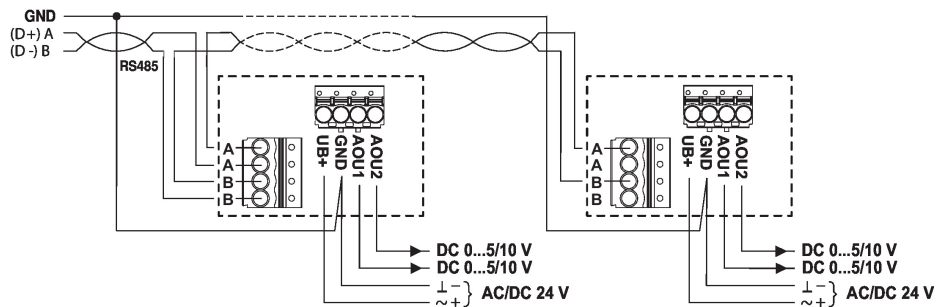 GND
(D+) A
(D -) B
RS485
UB+
GND
AOU1
AOU2
A
A
B
B
DC 0...5/10 V
DC 0...5/10 V
⊥ −
~ + } AC/DC 24 V
UB+
GND
AOU1
AOU2
A
A
B
B
DC 0...5/10 V
DC 0...5/10 V
⊥ −
~ + } AC/DC 24 V